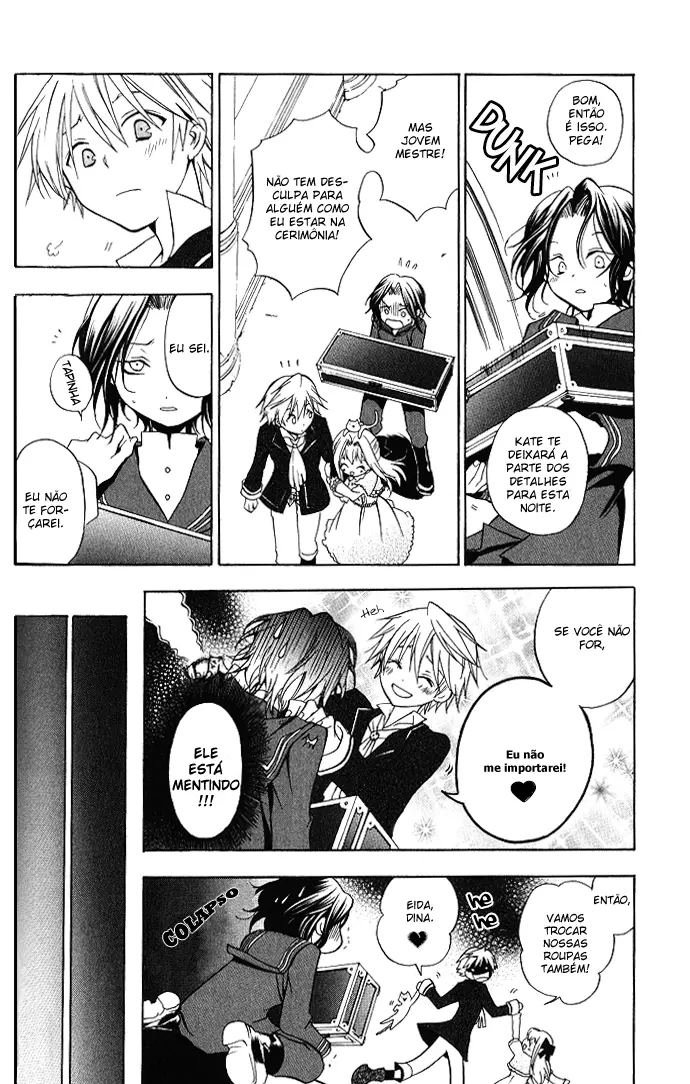 BOM,
ENTÃO
É ISSO.
PEGA!
DUNK
KATE TE
DEIXARÁ A
PARTE DOS
DETALHES
PARA ESTA
NOITE.
MAS
JOVEM
MESTRE!
NÃO TEM DES-
CULPA PARA
ALGUÉM COMO
EU ESTAR NA
CERIMÔNIA!
EU SEI.
TAPINHA
EU NÃO
TE FOR-
ÇAREI.
SE VOCÊ NÃO
FOR,
Eu não
me importarei!
Heh
ELE
ESTÁ
MENTINDO
!!!
ENTÃO,
VAMOS
TROCAR
NOSSAS
ROUPAS
TAMBÉM!
he
he
EIDA,
DINA.
COLAPSO